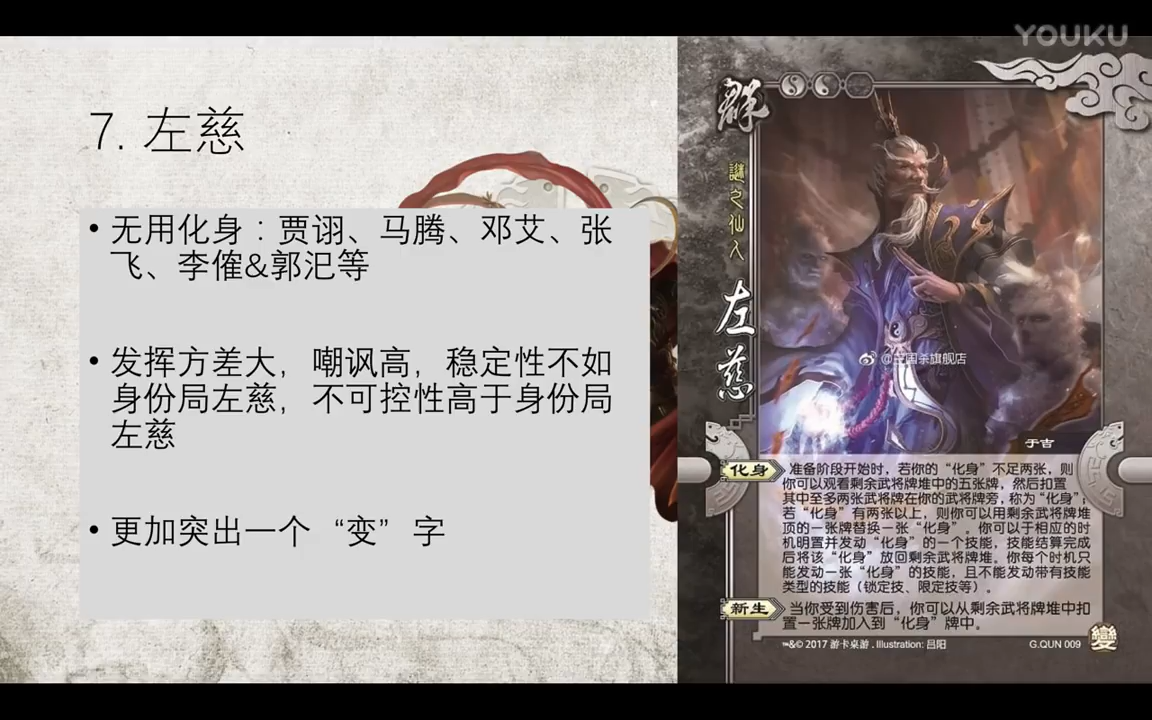 YOUKU
7. 左慈
• 无用化身：贾诩、马腾、邓艾、张
飞、李傕&郭汜等
• 发挥方差大，嘲讽高，稳定性不如
身份局左慈，不可控性高于身份局
左慈
• 更加突出一个“变”字
群
謎之仙人
左慈
@三国杀旗舰店
于吉
化身
准备阶段开始时，若你的“化身”不足两张，则
你可以观看剩余武将牌堆中的五张牌，然后扣置
其中至多两张武将牌在你的武将牌旁，称为“化身”；
若“化身”有两张以上，则你可以用剩余武将牌堆
顶的一张牌替换一张“化身”。你可以于相应的时
机明置并发动“化身”的一个技能，技能结算完成
后将该“化身”放回剩余武将牌堆。你每个时机只
能发动一张“化身”的技能，且不能发动带有技能
类型的技能（锁定技、限定技等）。
新生
当你受到伤害后，你可以从剩余武将牌堆中扣
置一张牌加入到“化身”牌中。
™&© 2017 游卡桌游 . Illustration: 吕阳
G.QUN 009
變